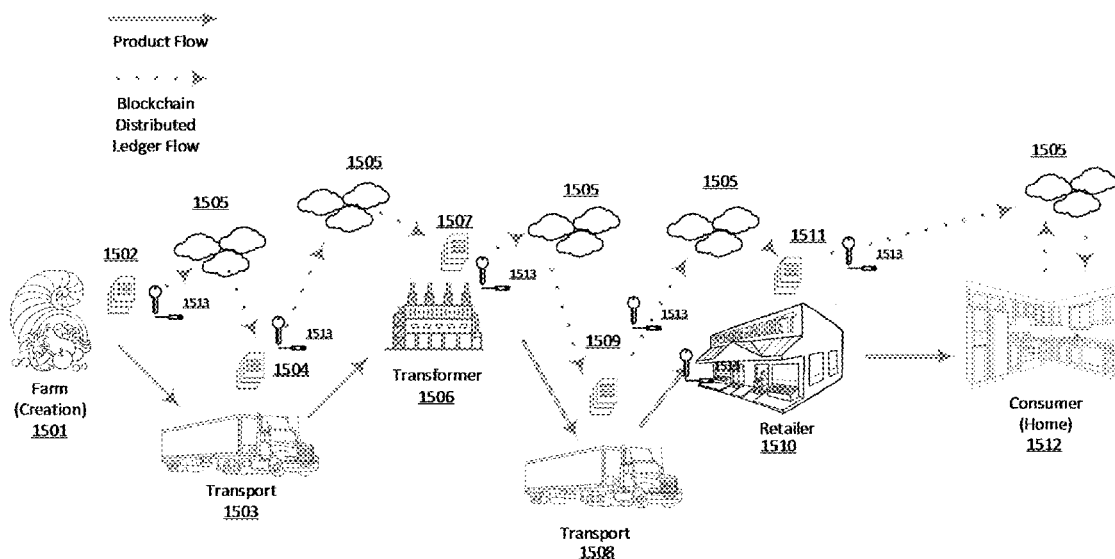 Product Flow
Blockchain
Distributed
Ledger Flow
1505
1505
1505
1505
1505
1502
1507
1511
1513
1513
1513
1513
1513
1504
1509
Farm
(Creation)
1501
Transport
1503
Transformer
1506
Transport
1508
Retailer
1510
Consumer
(Home)
1512